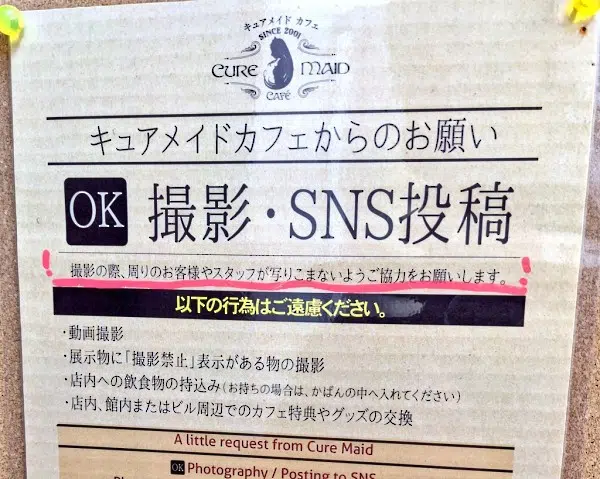 キュアメイド カフェ
SINCE 2001
CURE MAID
CAFÉ
キュアメイドカフェからのお願い
OK 撮影・SNS投稿
撮影の際、周りのお客様やスタッフが写りこまないようご協力をお願いします。
以下の行為はご遠慮ください。
・動画撮影
・展示物に「撮影禁止」表示がある物の撮影
・店内への飲食物の持込み(お持ちの場合は、かばんの中へ入れてください)
・店内、館内またはビル周辺でのカフェ特典やグッズの交換
A little request from Cure Maid
OK Photography / Posting to SNS